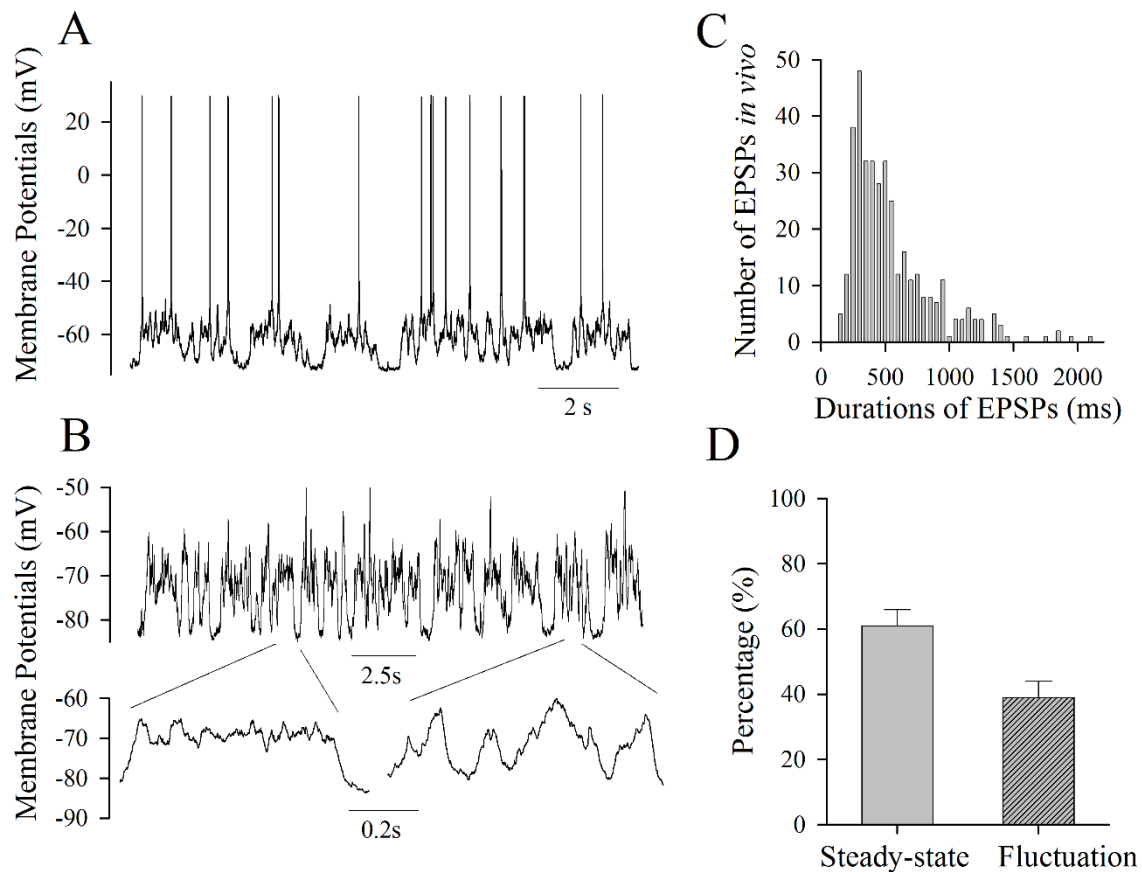 A
Membrane Potentials (mV)
20
0
-20
-40
-60
2 s
B
Membrane Potentials (mV)
-50
-60
-70
-80
2.5s
-60
-70
-80
-90
0.2s
C
Number of EPSPs in vivo
50
40
30
20
10
0
0 500 1000 1500 2000
Durations of EPSPs (ms)
D
Percentage (%)
100
80
60
40
20
0
Steady-state Fluctuation